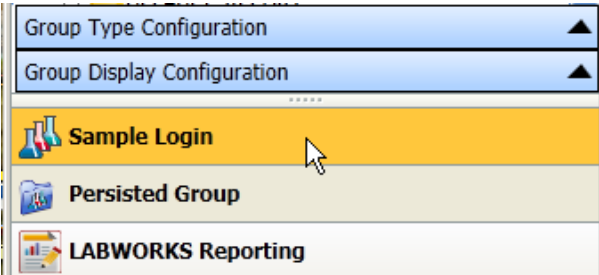 Group Type Configuration
Group Display Configuration
Sample Login
Persisted Group
LABWORKS Reporting